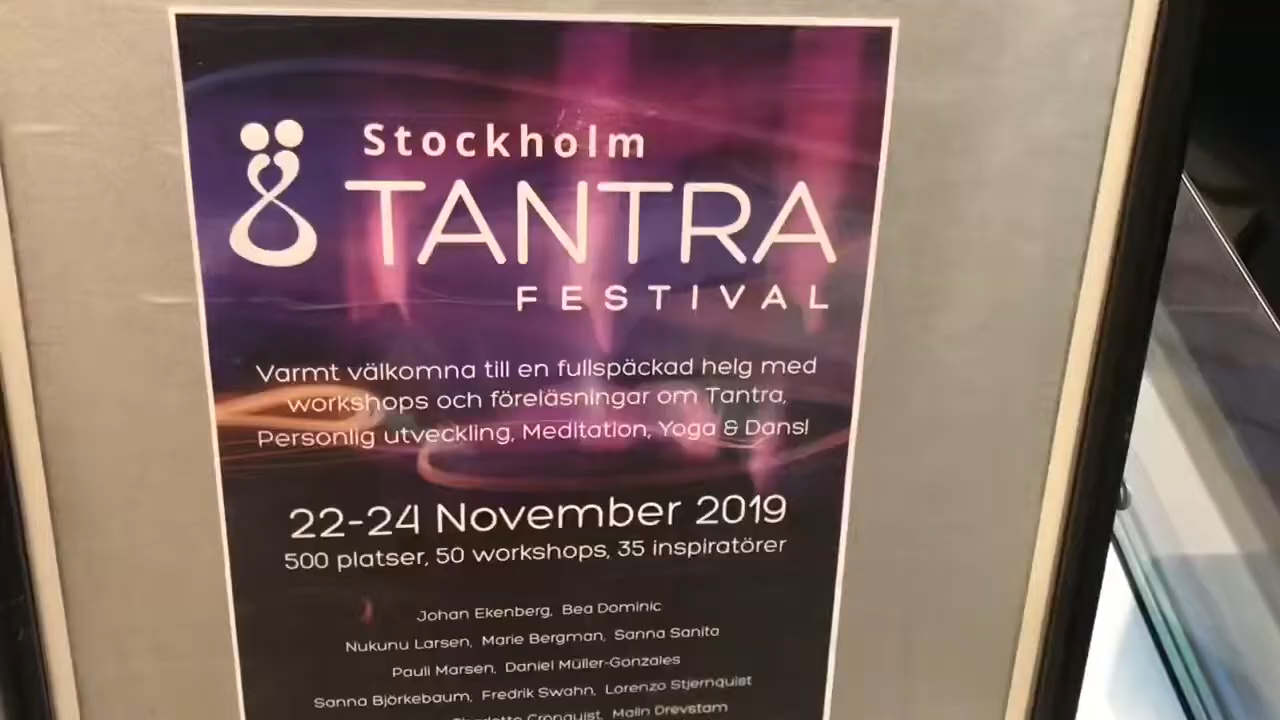 Stockholm
TANTRA
FESTIVAL
Varmt välkomna till en fullspäckad helg med
workshops och föreläsningar om Tantra,
Personlig utveckling, Meditation, Yoga & Dans!
22-24 November 2019
500 platser, 50 workshops, 35 inspiratörer
Johan Ekenberg, Bea Dominic
Nukunu Larsen, Marie Bergman, Sanna Sanita
Pauli Marsen, Daniel Müller-Gonzales
Sanna Björkebaum, Fredrik Swahn, Lorenzo Stjernquist
Cronquist, Malin Drevstam